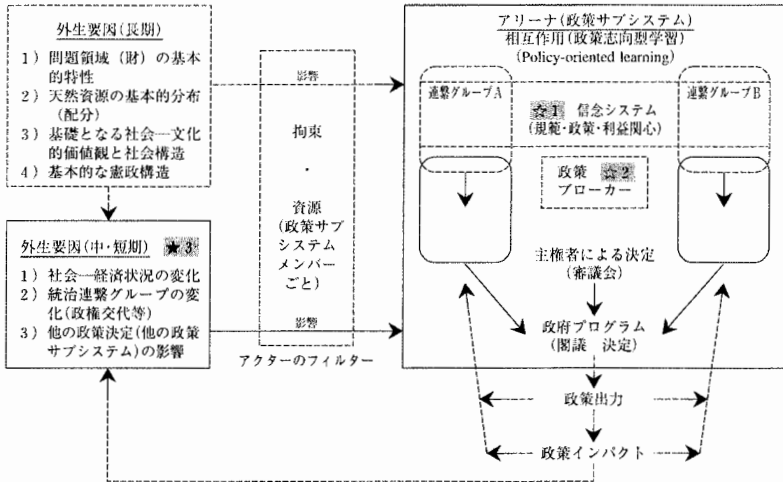 外生要因(長期)
1) 問題領域（財）の基本
的特性
2) 天然資源の基本的分布
(配分)
3) 基礎となる社会―文化
的価値観と社会構造
4) 基本的な憲政構造
外生要因(中・短期) ★3
1) 社会―経済状況の変化
2) 統治連繋グループの変
化(政権交代等)
3) 他の政策決定(他の政策
サブシステム)の影響
影響
拘束
・
資源
(政策サブ
システム
メンバー
ごと)
影響
アクターのフィルター
アリーナ(政策サブシステム)
相互作用(政策志向型学習)
(Policy-oriented learning)
連繋グループA
連繋グループB
☆1 信念システム
(規範・政策・利益関心)
政策 ☆2
ブローカー
主権者による決定
(審議会)
政府プログラム
(閣議 決定)
政策出力
政策インパクト